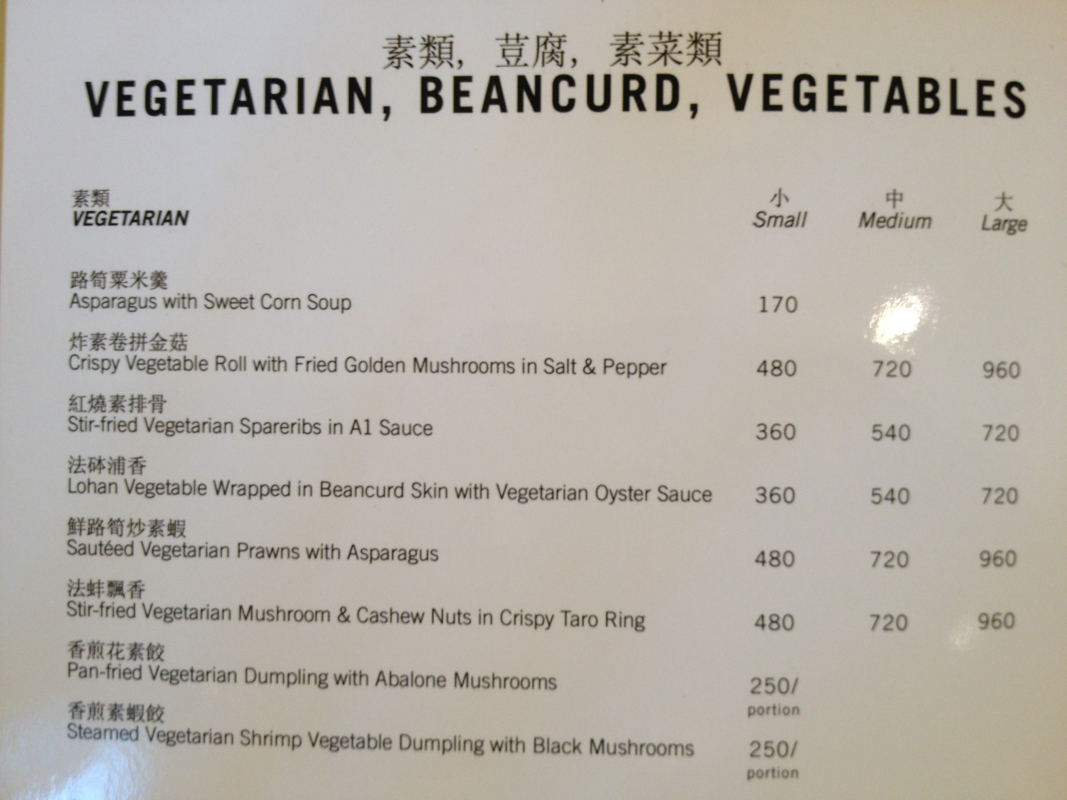 素類, 荳腐, 素菜類
VEGETARIAN, BEANCURD, VEGETABLES
素類 小 中 大
VEGETARIAN Small Medium Large
路筍粟米羹
Asparagus with Sweet Corn Soup 170
炸素卷拼金菇
Crispy Vegetable Roll with Fried Golden Mushrooms in Salt & Pepper 480 720 960
紅燒素排骨
Stir-fried Vegetarian Spareribs in A1 Sauce 360 540 720
法砵浦香
Lohan Vegetable Wrapped in Beancurd Skin with Vegetarian Oyster Sauce 360 540 720
鮮路筍炒素蝦
Sautéed Vegetarian Prawns with Asparagus 480 720 960
法蚌飄香
Stir-fried Vegetarian Mushroom & Cashew Nuts in Crispy Taro Ring 480 720 960
香煎花素餃
Pan-fried Vegetarian Dumpling with Abalone Mushrooms 250/
portion
香煎素蝦餃
Steamed Vegetarian Shrimp Vegetable Dumpling with Black Mushrooms 250/
portion